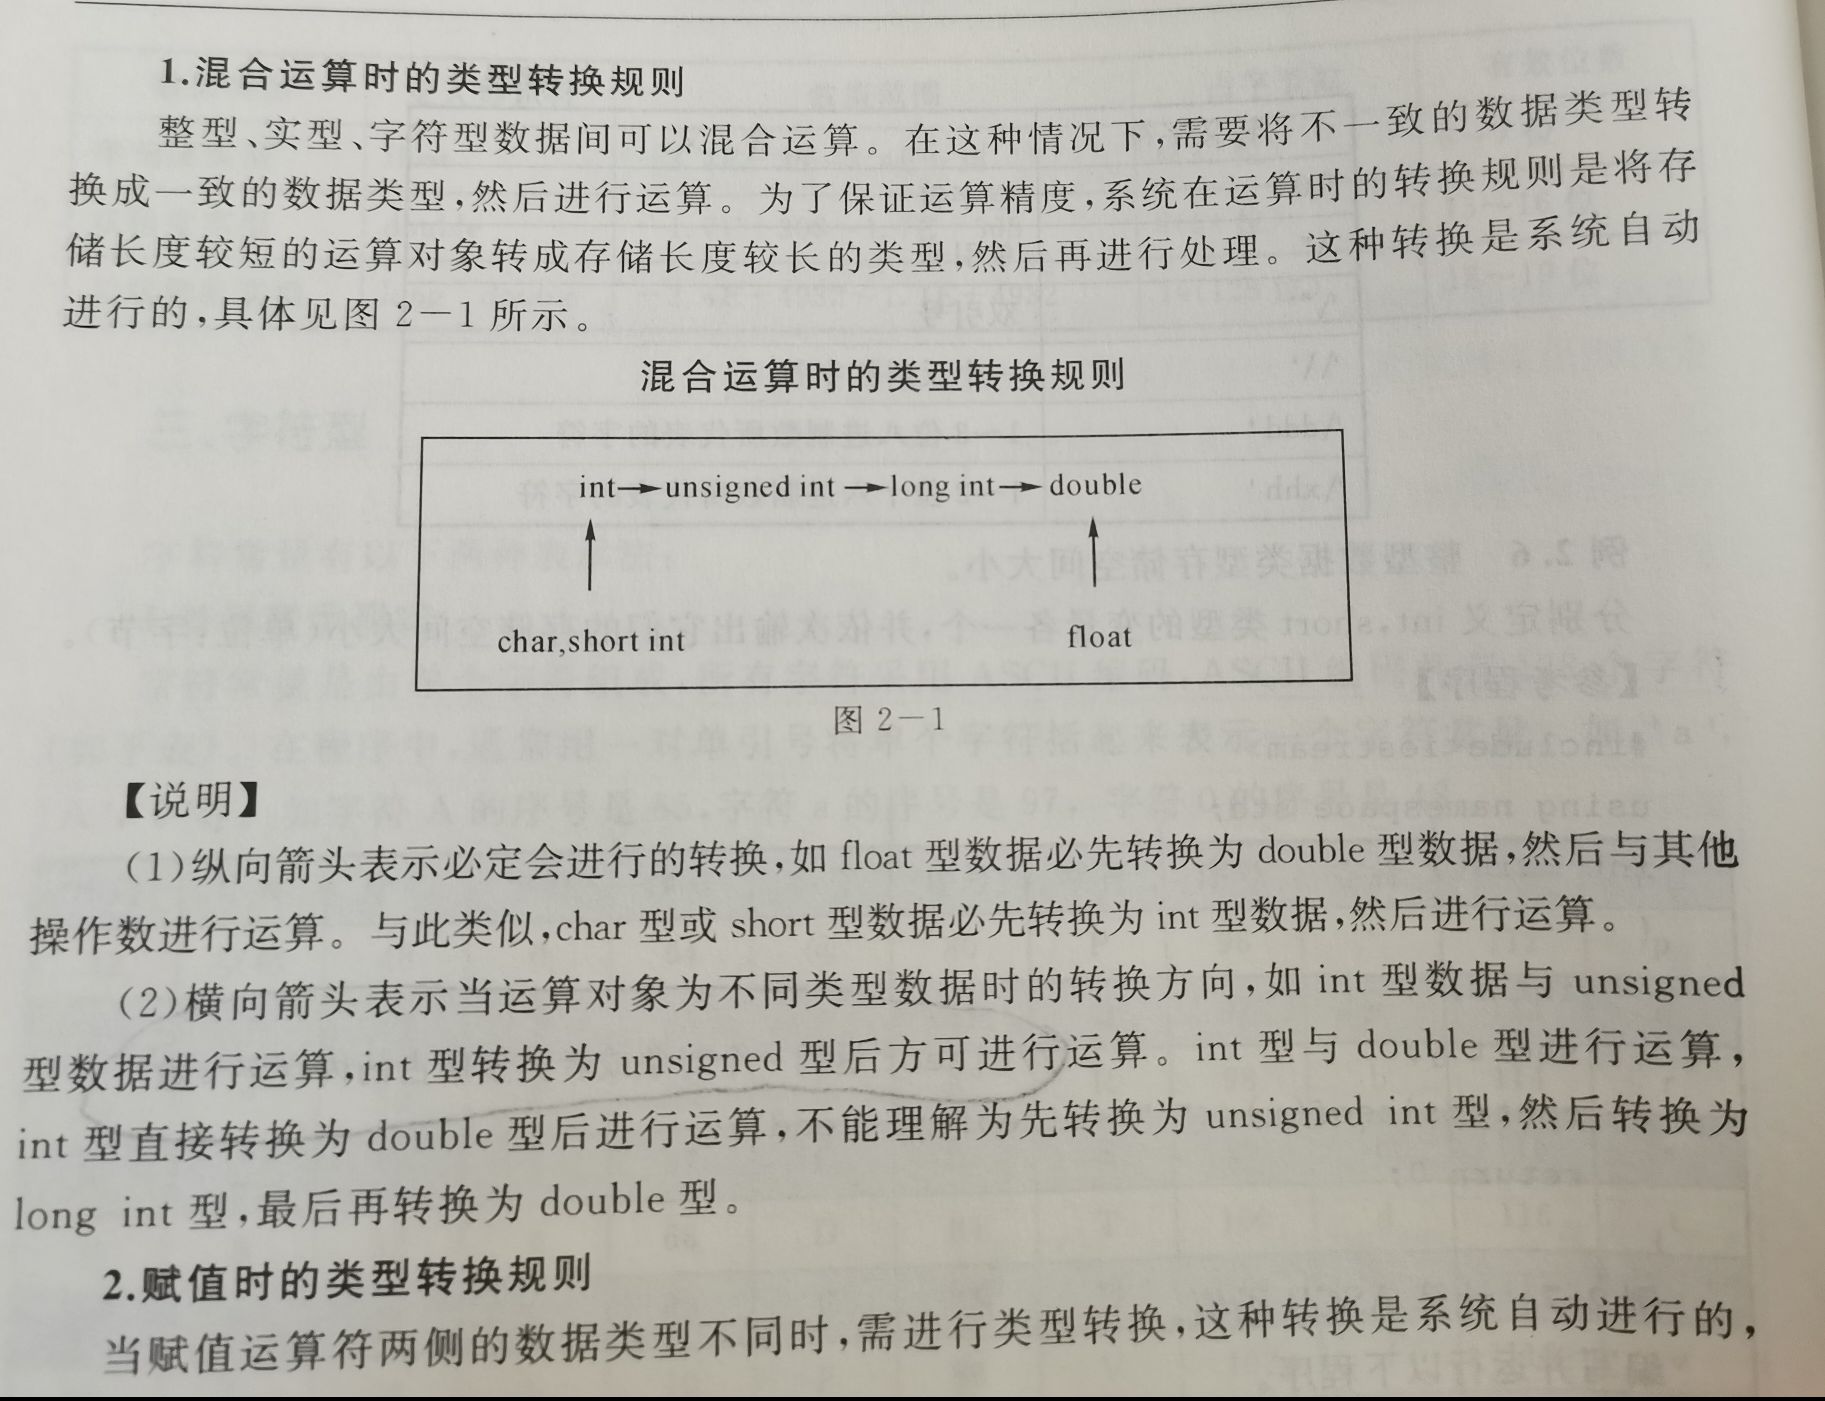 1.混合运算时的类型转换规则
整型、实型、字符型数据间可以混合运算。在这种情况下,需要将不一致的数据类型转
换成一致的数据类型,然后进行运算。为了保证运算精度,系统在运算时的转换规则是将存
储长度较短的运算对象转成存储长度较长的类型,然后再进行处理。这种转换是系统自动
进行的,具体见图 2－1 所示。
混合运算时的类型转换规则
int→unsigned int→long int→double
char,short int
float
图 2－1
【说明】
(1)纵向箭头表示必定会进行的转换,如 float 型数据必先转换为 double 型数据,然后与其他
操作数进行运算。与此类似,char 型或 short 型数据必先转换为 int 型数据,然后进行运算。
(2)横向箭头表示当运算对象为不同类型数据时的转换方向,如 int 型数据与 unsigned
型数据进行运算,int 型转换为 unsigned 型后方可进行运算。int 型与 double 型进行运算,
int 型直接转换为 double 型后进行运算,不能理解为先转换为 unsigned int 型,然后转换为
long int 型,最后再转换为 double 型。
2.赋值时的类型转换规则
当赋值运算符两侧的数据类型不同时,需进行类型转换,这种转换是系统自动进行的,